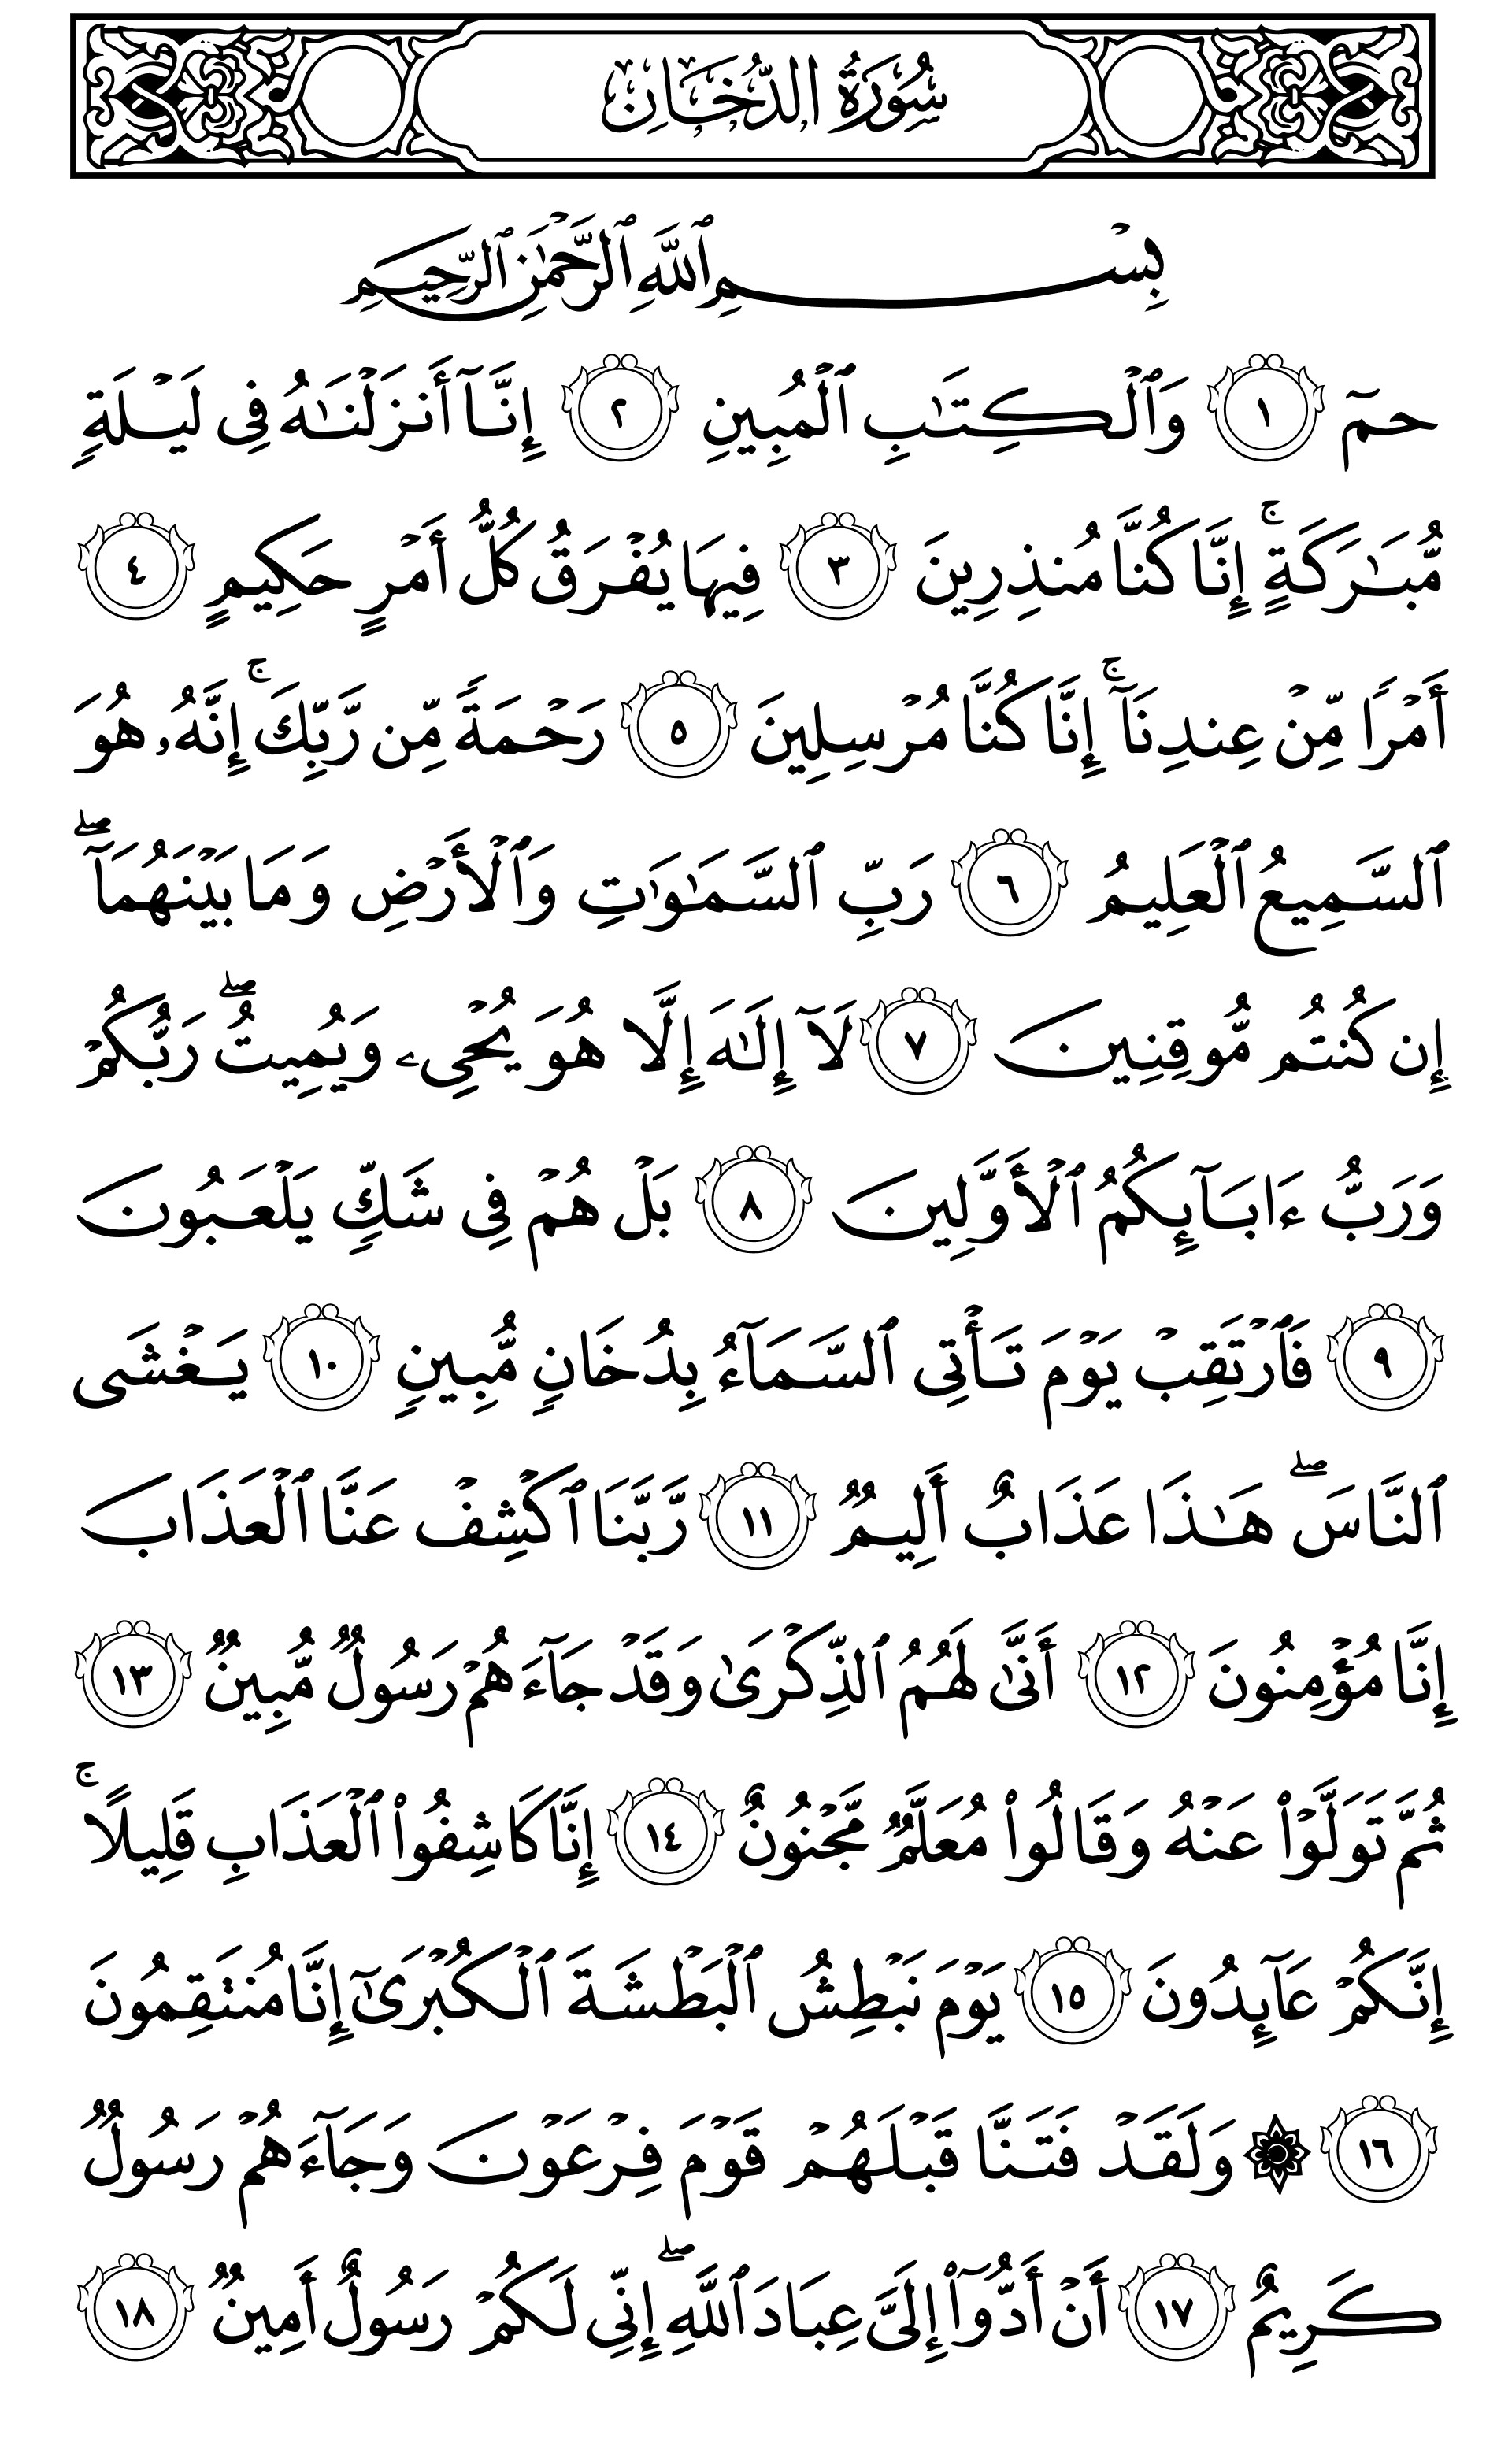 سُورَةُ الدُّخَانِ
بِسۡمِ ٱللَّهِ ٱلرَّحۡمَٰنِ ٱلرَّحِيمِ
حمٓ ١ وَٱلۡكِتَٰبِ ٱلۡمُبِينِ ٢ إِنَّآ أَنزَلۡنَٰهُ فِي لَيۡلَةٖ
مُّبَٰرَكَةٍۚ إِنَّا كُنَّا مُنذِرِينَ ٣ فِيهَا يُفۡرَقُ كُلُّ أَمۡرٍ حَكِيمٍ ٤
أَمۡرٗا مِّنۡ عِندِنَآۚ إِنَّا كُنَّا مُرۡسِلِينَ ٥ رَحۡمَةٗ مِّن رَّبِّكَۚ إِنَّهُۥ هُوَ
ٱلسَّمِيعُ ٱلۡعَلِيمُ ٦ رَبِّ ٱلسَّمَٰوَٰتِ وَٱلۡأَرۡضِ وَمَا بَيۡنَهُمَآۖ
إِن كُنتُم مُّوقِنِينَ ٧ لَآ إِلَٰهَ إِلَّا هُوَ يُحۡيِۦ وَيُمِيتُۖ رَبُّكُمۡ
وَرَبُّ ءَابَآئِكُمُ ٱلۡأَوَّلِينَ ٨ بَلۡ هُمۡ فِي شَكّٖ يَلۡعَبُونَ
٩ فَٱرۡتَقِبۡ يَوۡمَ تَأۡتِي ٱلسَّمَآءُ بِدُخَانٖ مُّبِينٖ ١٠ يَغۡشَى
ٱلنَّاسَۖ هَٰذَا عَذَابٌ أَلِيمٞ ١١ رَّبَّنَا ٱكۡشِفۡ عَنَّا ٱلۡعَذَابَ
إِنَّا مُؤۡمِنُونَ ١٢ أَنَّىٰ لَهُمُ ٱلذِّكۡرَىٰ وَقَدۡ جَآءَهُمۡ رَسُولٞ مُّبِينٞ ١٣
ثُمَّ تَوَلَّوۡاْ عَنۡهُ وَقَالُواْ مُعَلَّمٞ مَّجۡنُونٌ ١٤ إِنَّا كَاشِفُواْ ٱلۡعَذَابِ قَلِيلًاۚ
إِنَّكُمۡ عَآئِدُونَ ١٥ يَوۡمَ نَبۡطِشُ ٱلۡبَطۡشَةَ ٱلۡكُبۡرَىٰٓ إِنَّا مُنتَقِمُونَ
١٦ ۞ وَلَقَدۡ فَتَنَّا قَبۡلَهُمۡ قَوۡمَ فِرۡعَوۡنَ وَجَآءَهُمۡ رَسُولٞ
كَرِيمٌ ١٧ أَنۡ أَدُّوٓاْ إِلَيَّ عِبَادَ ٱللَّهِۖ إِنِّي لَكُمۡ رَسُولٌ أَمِينٞ ١٨